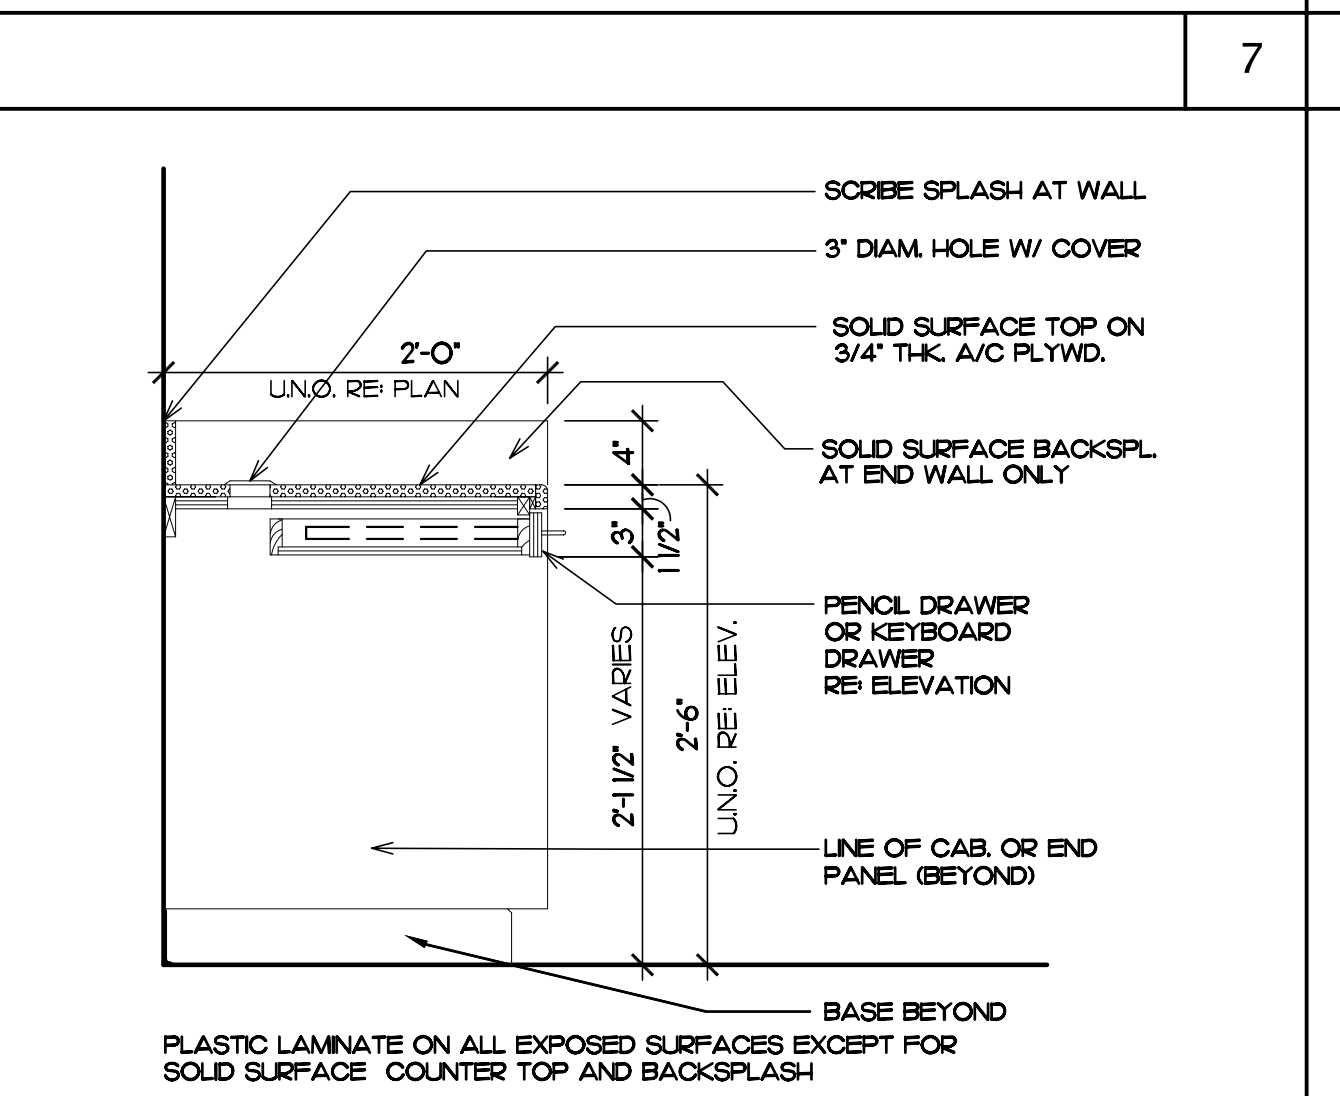 7
SCRIBE SPLASH AT WALL
3" DIAM. HOLE W/ COVER
SOLID SURFACE TOP ON
3/4" THK. A/C PLYWD.
2'-0"
U.N.O. RE: PLAN
SOLID SURFACE BACKSPL.
AT END WALL ONLY
4"
3"
1 1/2"
PENCIL DRAWER
OR KEYBOARD
DRAWER
RE: ELEVATION
2'-1 1/2" VARIES
2'-6"
U.N.O. RE: ELEV.
LINE OF CAB. OR END
PANEL (BEYOND)
BASE BEYOND
PLASTIC LAMINATE ON ALL EXPOSED SURFACES EXCEPT FOR
SOLID SURFACE COUNTER TOP AND BACKSPLASH